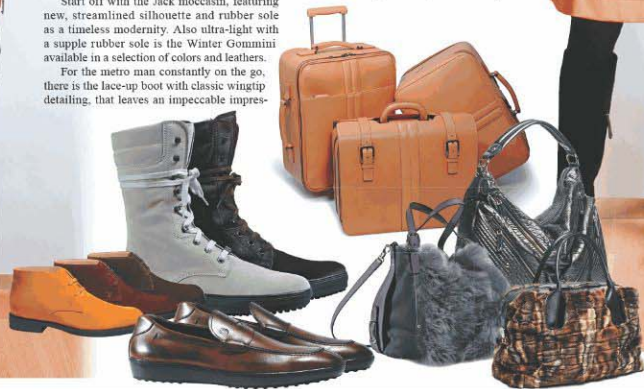 Start off with the Jack moccasin, featuring
new, streamlined silhouette and rubber sole
as a timeless modernity. Also ultra-light with
a supple rubber sole is the Winter Gommini
available in a selection of colors and leathers.
For the metro man constantly on the go,
there is the lace-up boot with classic wingtip
detailing, that leaves an impeccable impres-